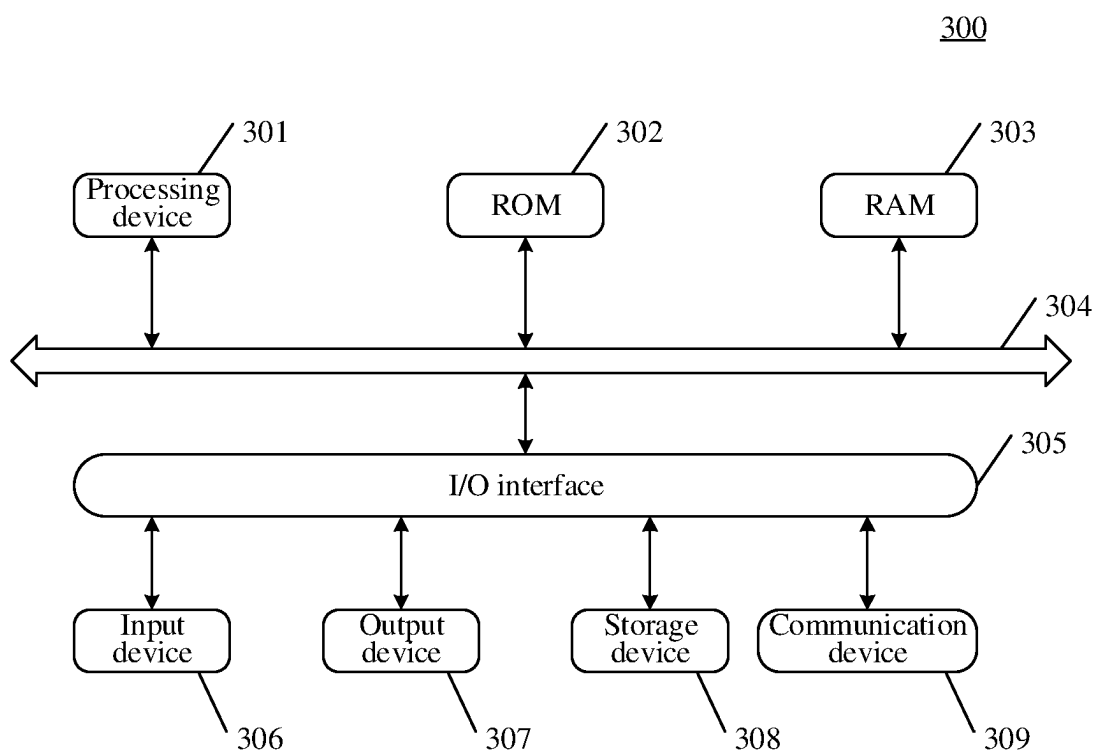 300
301
302
303
Processing
device
ROM
RAM
304
305
I/O interface
Input
device
Output
device
Storage
device
Communication
device
306
307
308
309